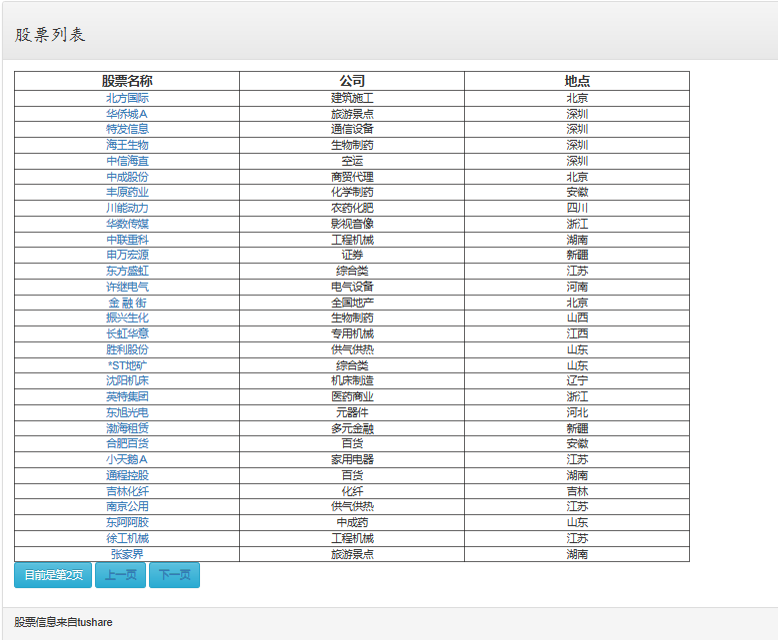 股票列表
股票名称 公司 地点
北方国际 建筑施工 北京
华侨城A 旅游景点 深圳
特发信息 通信设备 深圳
海王生物 生物制药 深圳
中信海直 空运 深圳
中成股份 商贸代理 北京
丰原药业 化学制药 安徽
川能动力 农药化肥 四川
华数传媒 影视音像 浙江
中联重科 工程机械 湖南
申万宏源 证券 新疆
东方盛虹 综合类 江苏
许继电气 电气设备 河南
金 融 街 全国地产 北京
振兴生化 生物制药 山西
长虹华意 专用机械 江西
胜利股份 供气供热 山东
*ST地矿 综合类 山东
沈阳机床 机床制造 辽宁
英特集团 医药商业 浙江
东旭光电 元器件 河北
渤海租赁 多元金融 新疆
合肥百货 百货 安徽
小天鹅A 家用电器 江苏
通程控股 百货 湖南
吉林化纤 化纤 吉林
南京公用 供气供热 江苏
东阿阿胶 中成药 山东
徐工机械 工程机械 江苏
张家界 旅游景点 湖南
目前是第2页 上一页 下一页
股票信息来自tushare